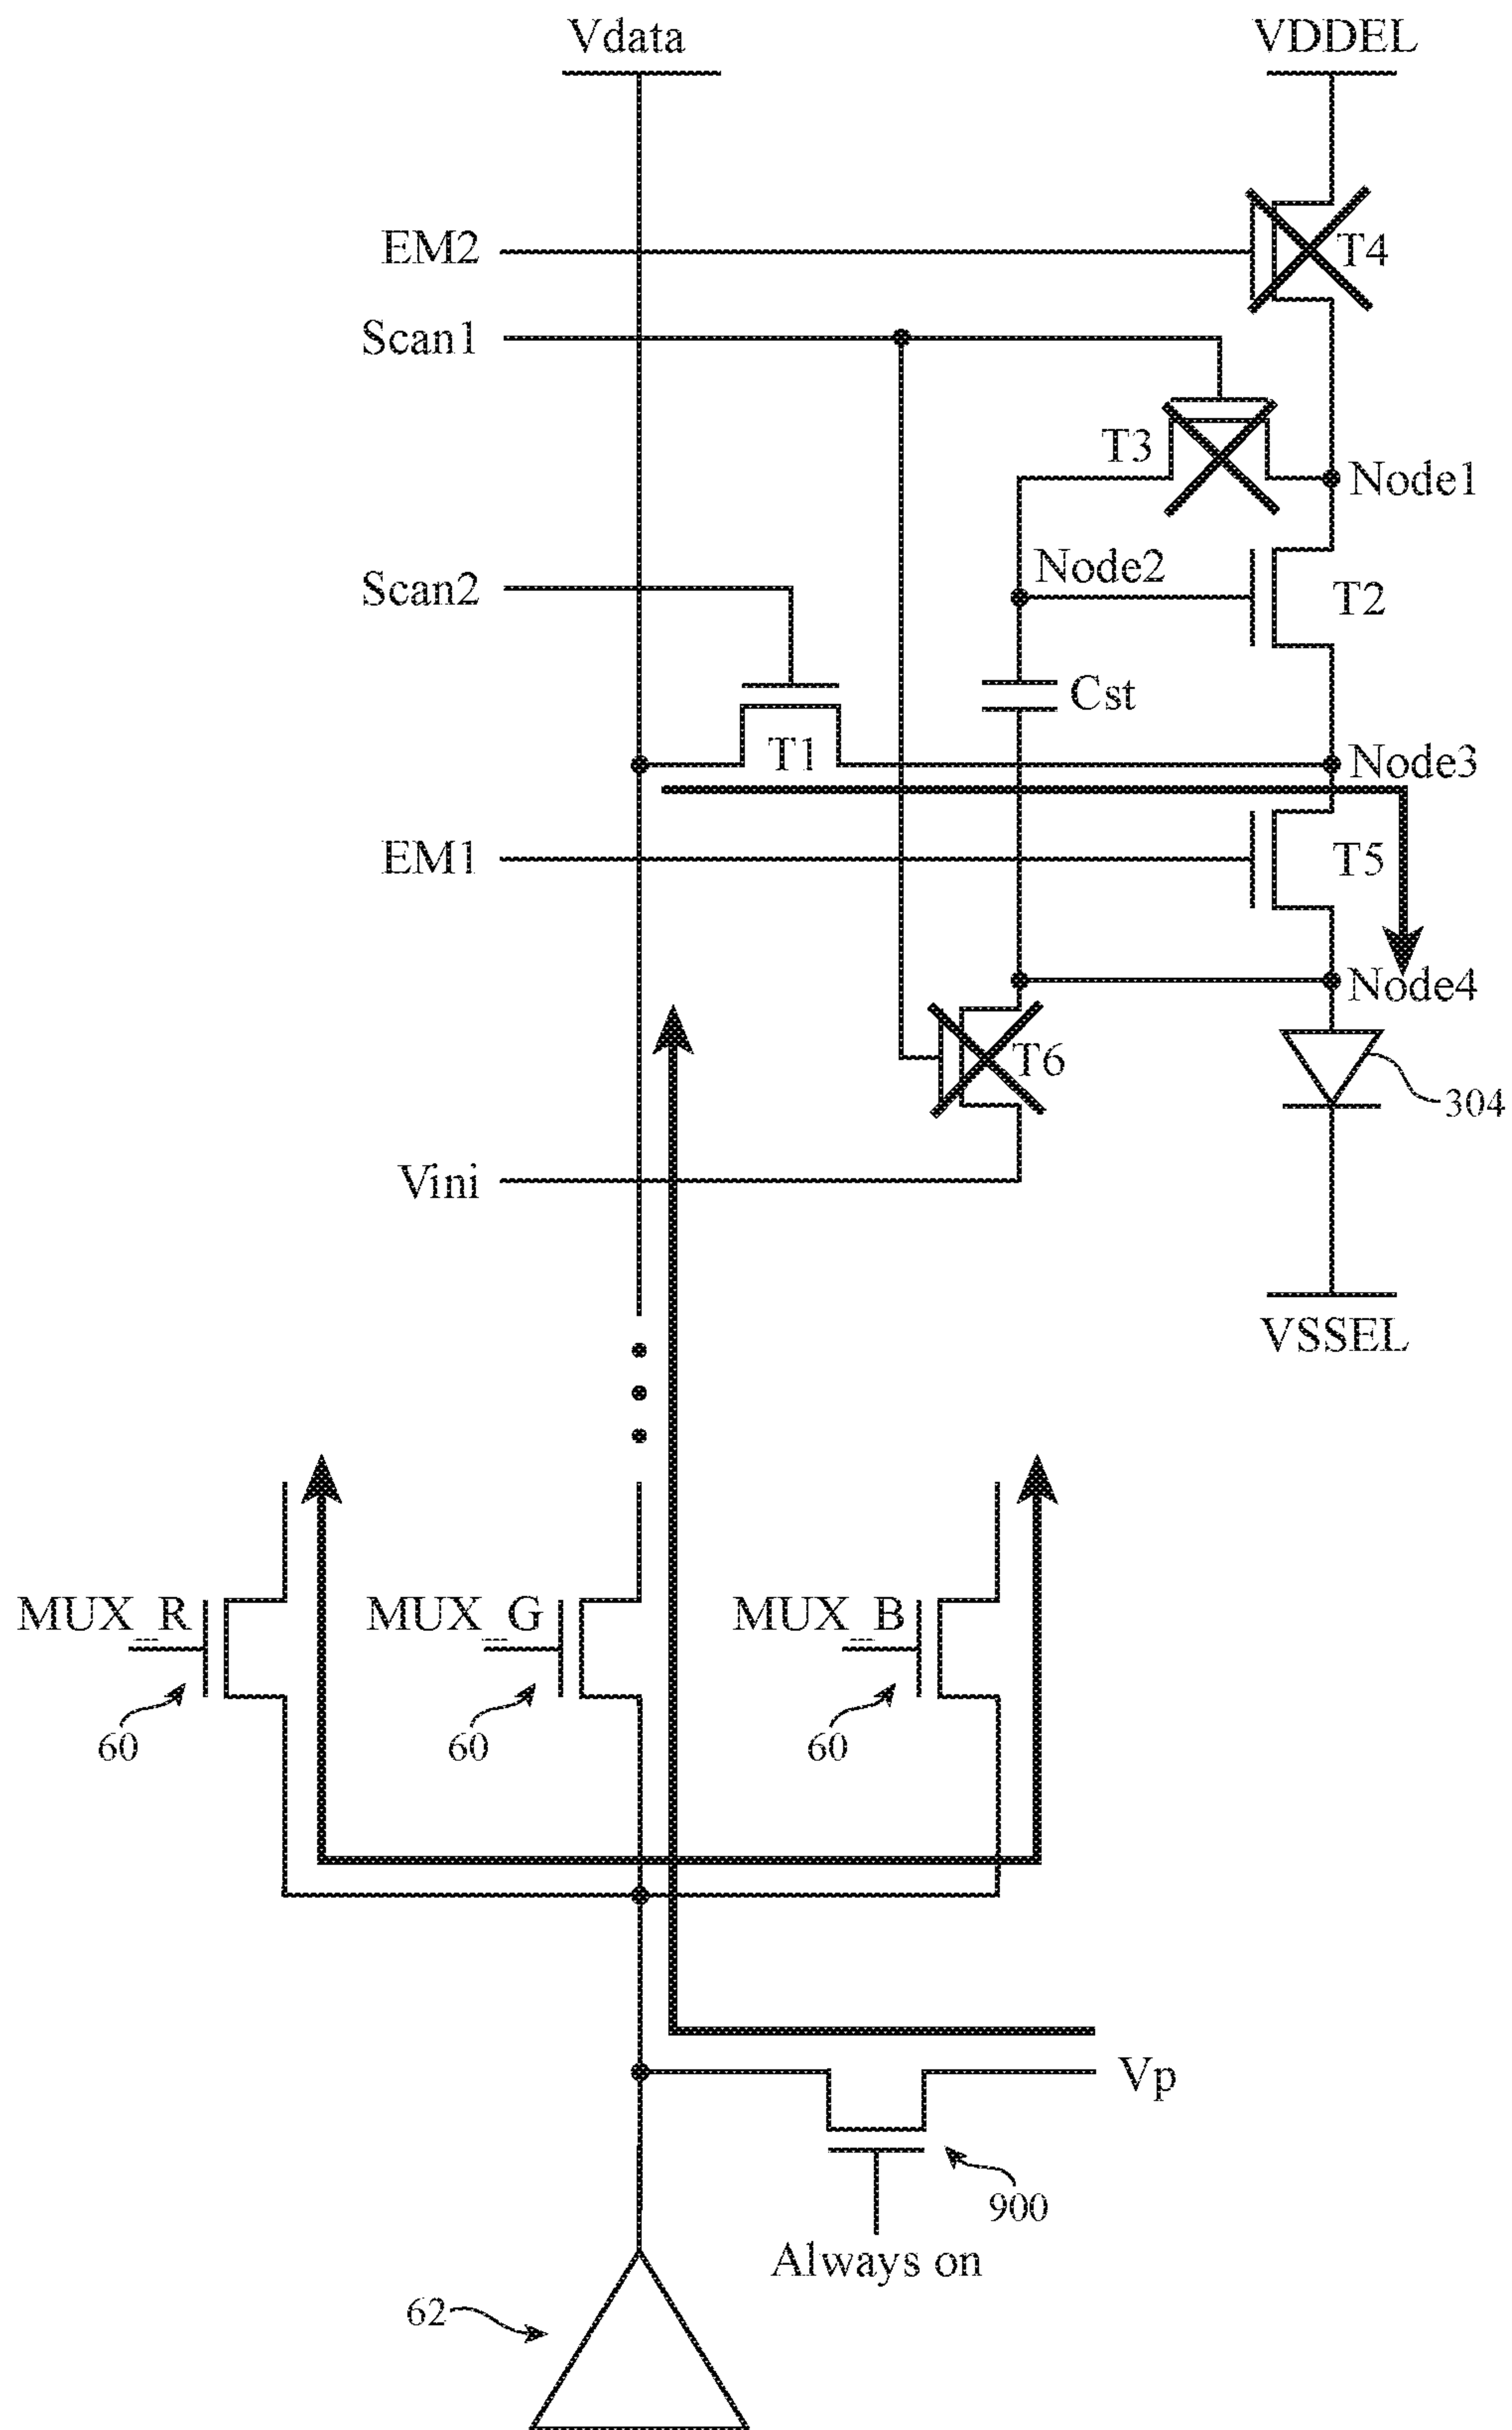 Vdata
VDDEL
EM2
T4
Scan1
T3
Node1
Node2
Scan2
T2
Cst
T1
Node3
EM1
T5
Node4
T6
304
Vini
VSSEL
MUX_R
MUX_G
MUX_B
60
60
60
Vp
900
Always on
62